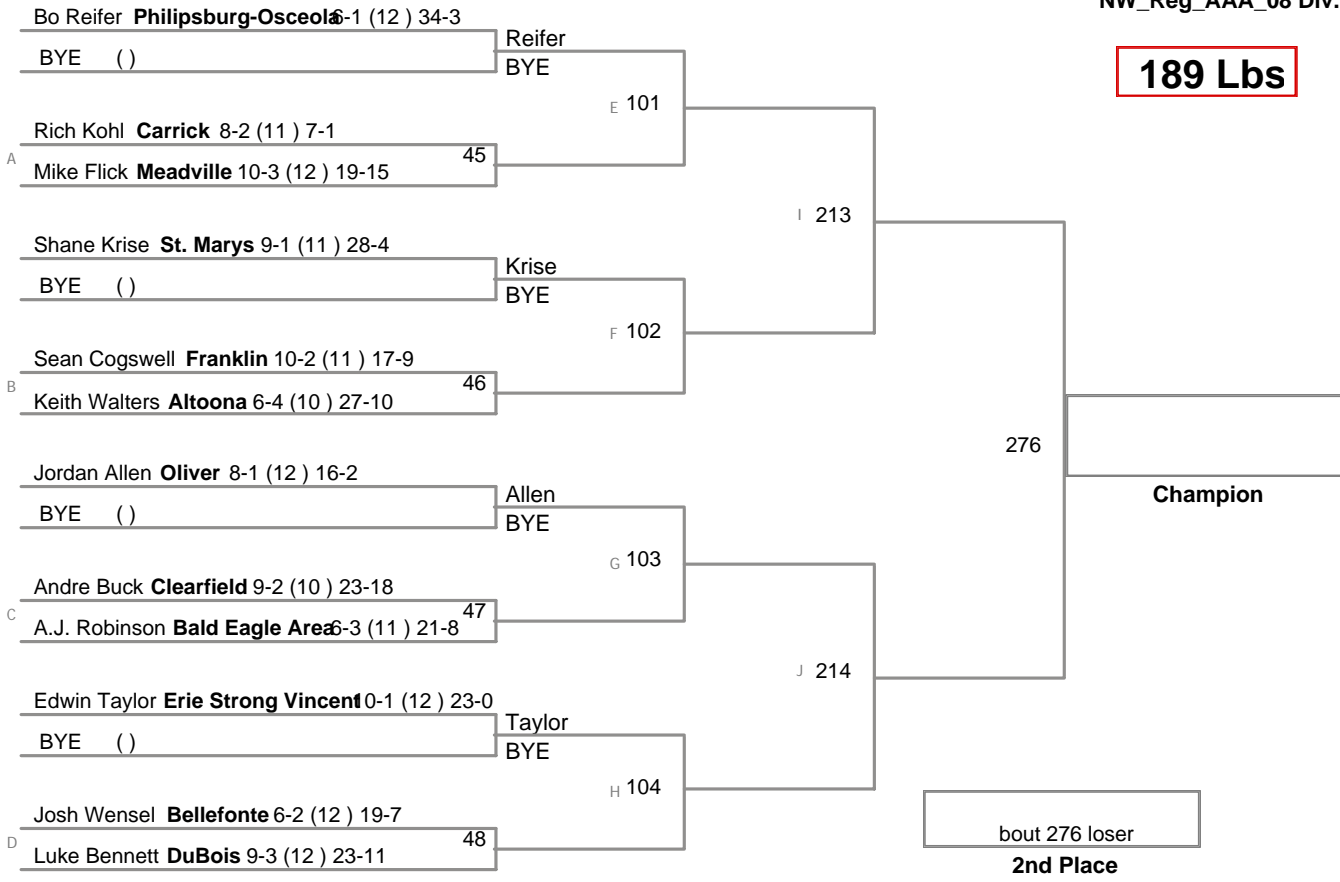 NW_Reg_AAA_08 Div.
189 Lbs
Bo Reifer Philipsburg-Osceola 6-1 (12 ) 34-3
BYE ( )
Reifer
BYE
E 101
A
Rich Kohl Carrick 8-2 (11 ) 7-1
Mike Flick Meadville 10-3 (12 ) 19-15
45
I 213
Shane Krise St. Marys 9-1 (11 ) 28-4
BYE ( )
Krise
BYE
F 102
B
Sean Cogswell Franklin 10-2 (11 ) 17-9
Keith Walters Altoona 6-4 (10 ) 27-10
46
276
Champion
Jordan Allen Oliver 8-1 (12 ) 16-2
BYE ( )
Allen
BYE
G 103
C
Andre Buck Clearfield 9-2 (10 ) 23-18
A.J. Robinson Bald Eagle Area 6-3 (11 ) 21-8
47
J 214
Edwin Taylor Erie Strong Vincent 10-1 (12 ) 23-0
BYE ( )
Taylor
BYE
H 104
D
Josh Wensel Bellefonte 6-2 (12 ) 19-7
Luke Bennett DuBois 9-3 (12 ) 23-11
48
bout 276 loser
2nd Place